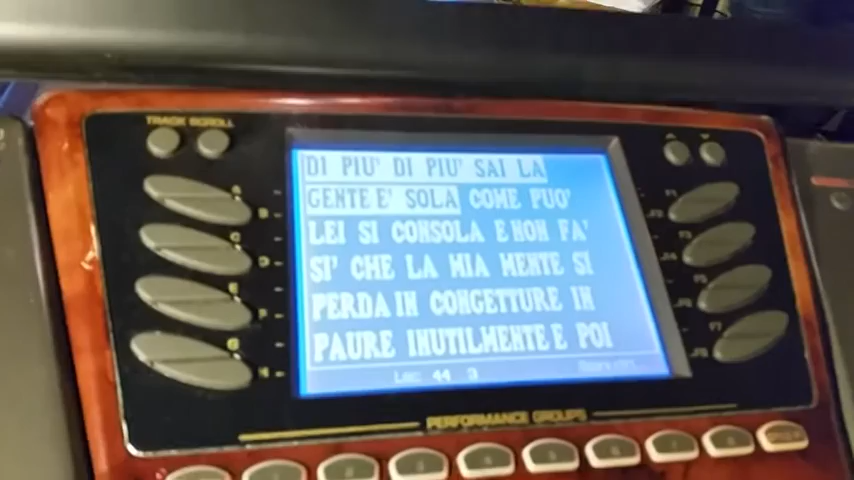 TRACK SCROLL
DI PIU' DI PIU' SAI LA
GENTE E' SOLA COME PUO'
LEI SI CONSOLA E NON FA'
SI' CHE LA MIA MENTE SI
PERDA IN CONGETTURE IN
PAURE INUTILMENTE E POI
Loc: 44 3
PERFORMANCE GROUPS